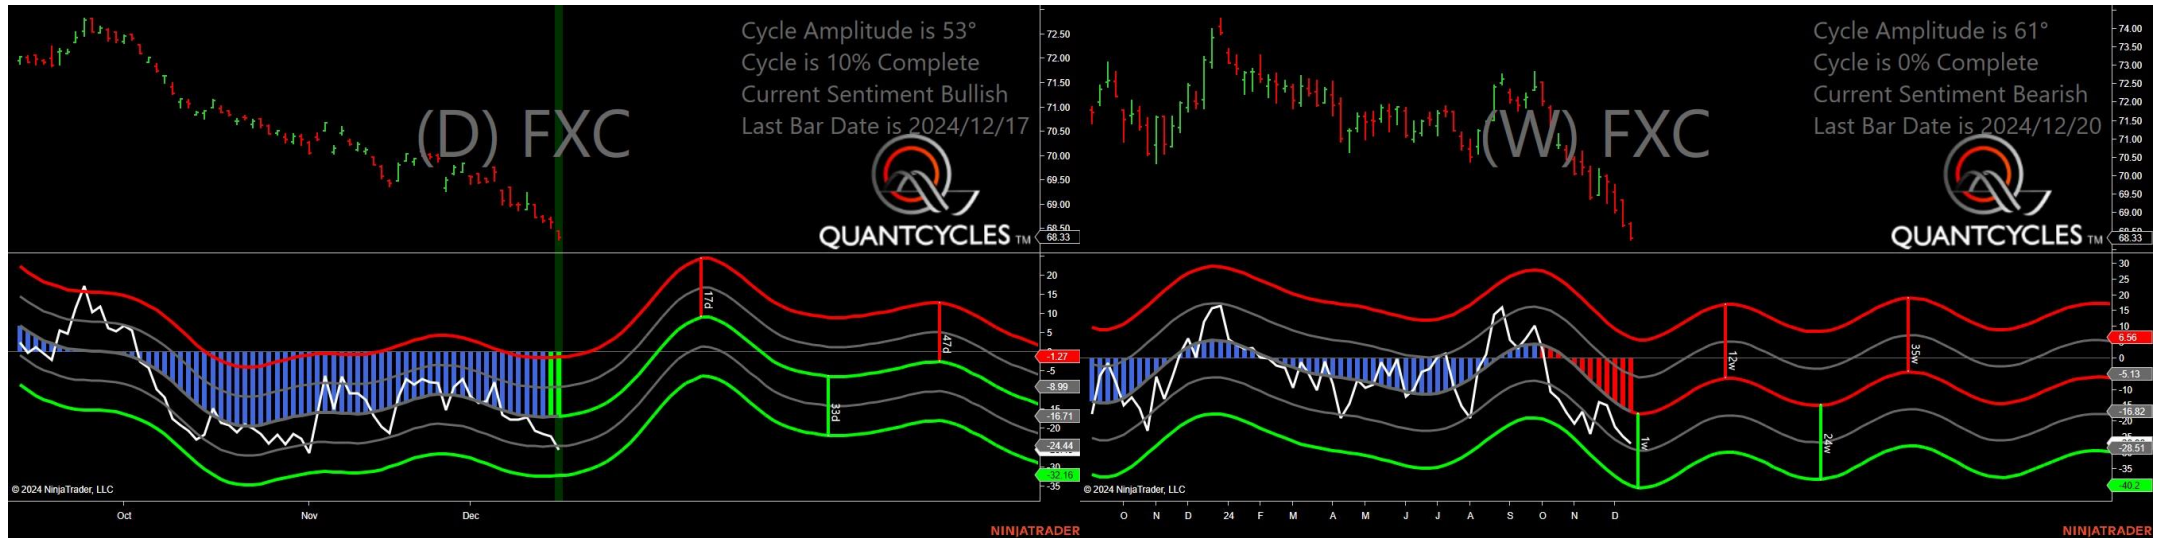 Cycle Amplitude is 53°
Cycle is 10% Complete
Current Sentiment Bullish
Last Bar Date is 2024/12/17
(D) FXC
QUANTCYCLES TM
72.50
72.00
71.50
71.00
70.50
70.00
69.50
69.00
68.50
68.33
20
15
10
5
-1.27
-5
-8.99
-16.71
-20
-24.44
-30
-32.16
-35
17d
33d
47d
© 2024 NinjaTrader, LLC
Oct Nov Dec
NINJATRADER
Cycle Amplitude is 61°
Cycle is 0% Complete
Current Sentiment Bearish
Last Bar Date is 2024/12/20
(W) FXC
QUANTCYCLES TM
74.00
73.50
73.00
72.50
72.00
71.50
71.00
70.50
70.00
69.50
69.00
68.33
30
25
20
15
10
6.56
0
-5.13
-10
-16.82
-20
-28.51
-35
-40.2
1w
12w
24w
35w
© 2024 NinjaTrader, LLC
O N D 24 F M A M J J A S O N D
NINJATRADER